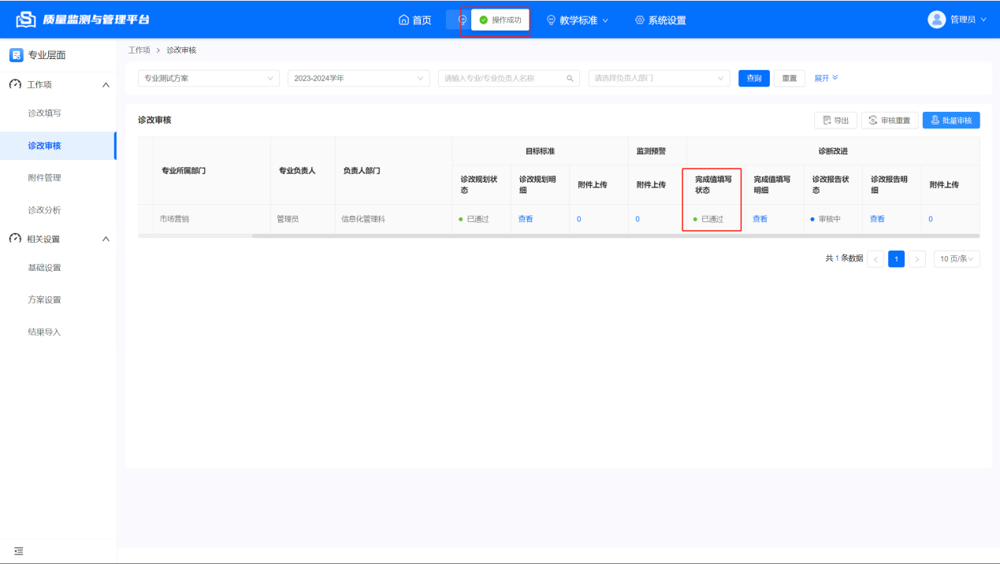 质量监测与管理平台
首页
操作成功
教学标准
系统设置
管理员
专业层面
工作项
诊改填写
诊改审核
附件管理
诊改分析
相关设置
基础设置
方案设置
结果导入
工作项 > 诊改审核
专业测试方案
2023-2024学年
请输入专业/专业负责人名称
请选择负责人部门
查询
重置
展开
诊改审核
导出
审核重置
批量审核
专业所属部门
专业负责人
负责人部门
目标标准
监测预警
诊断改进
诊改规划状
态
诊改规划明
细
附件上传
附件上传
完成值填写
状态
完成值填写
明细
诊改报告状
态
诊改报告明
细
附件上传
市场营销
管理员
信息化管理科
已通过
查看
0
0
已通过
查看
审核中
查看
0
共 1 条数据
<
1
>
10 页/条